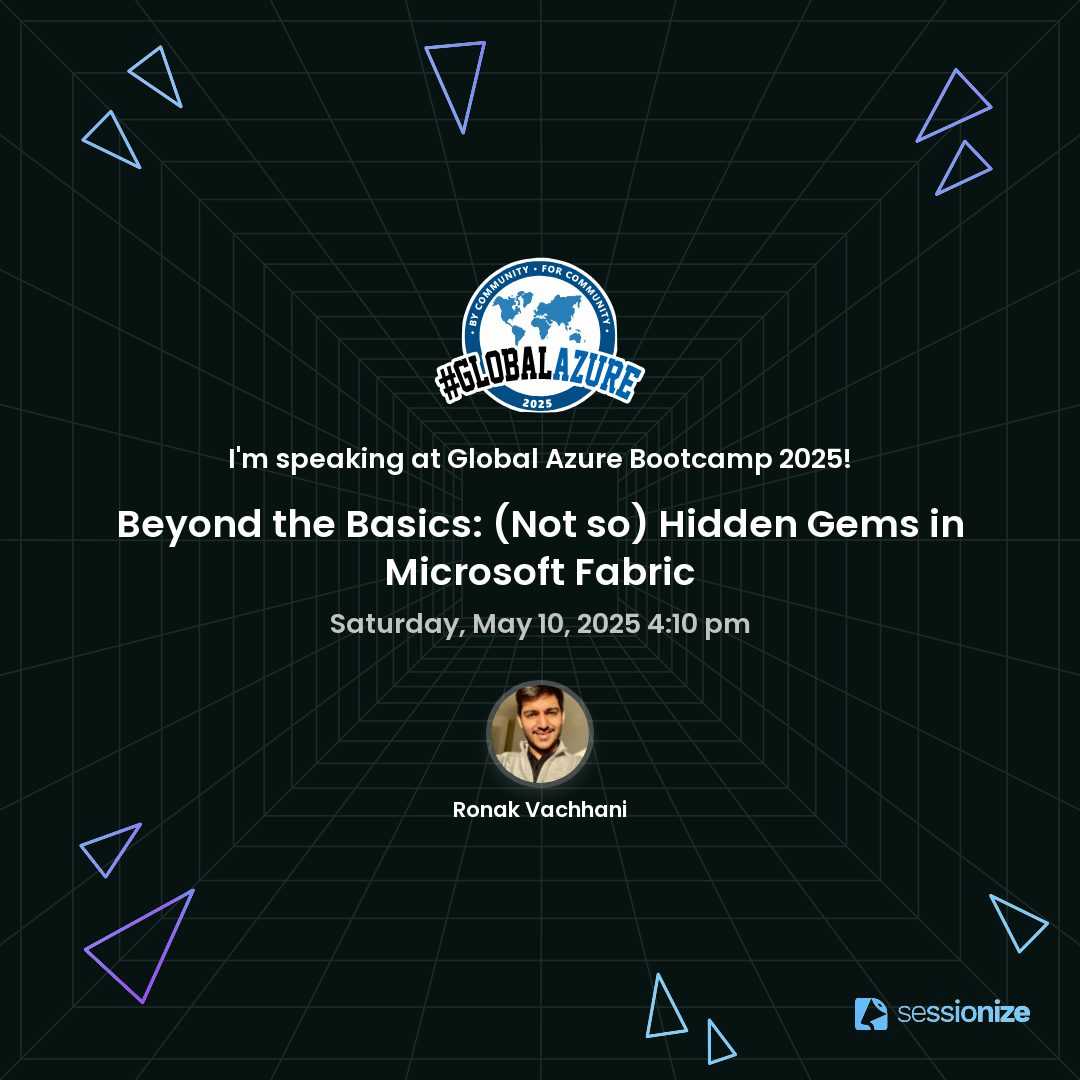 • BY COMMUNITY • FOR COMMUNITY •
#GLOBALAZURE
2025
I'm speaking at Global Azure Bootcamp 2025!
Beyond the Basics: (Not so) Hidden Gems in
Microsoft Fabric
Saturday, May 10, 2025 4:10 pm
Ronak Vachhani
sessionize